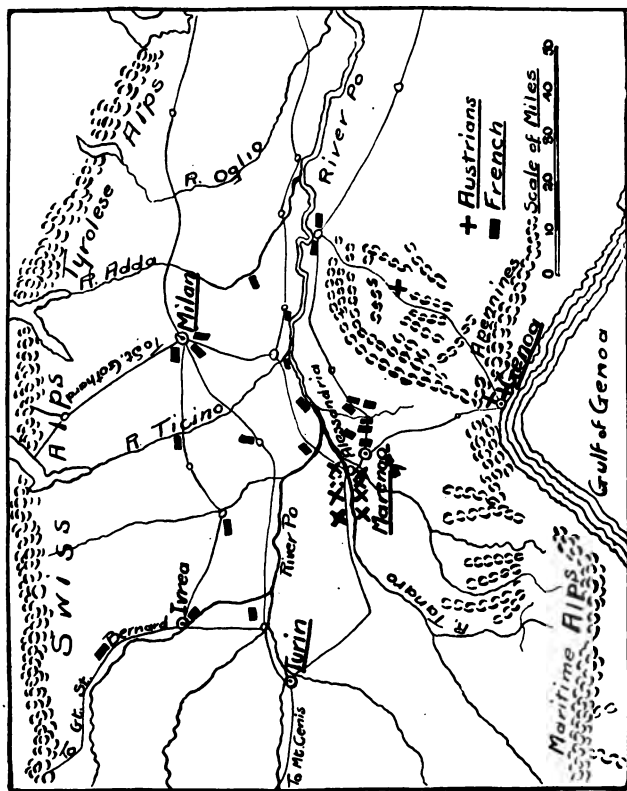 SWISS ALPS
Tyrolese Alps
To Gt. St. Bernard
To St. Gothard
R. Adda
R. Oglio
R. Ticino
Milan
Ivrea
River Po
River Po
Turin
To Mt. Cenis
Alessandria
Marengo
R. Tanaro
Austrians
French
Scale of Miles
0 10 20 30 40 50
Apennines
Genoa
Gulf of Genoa
Maritime Alps